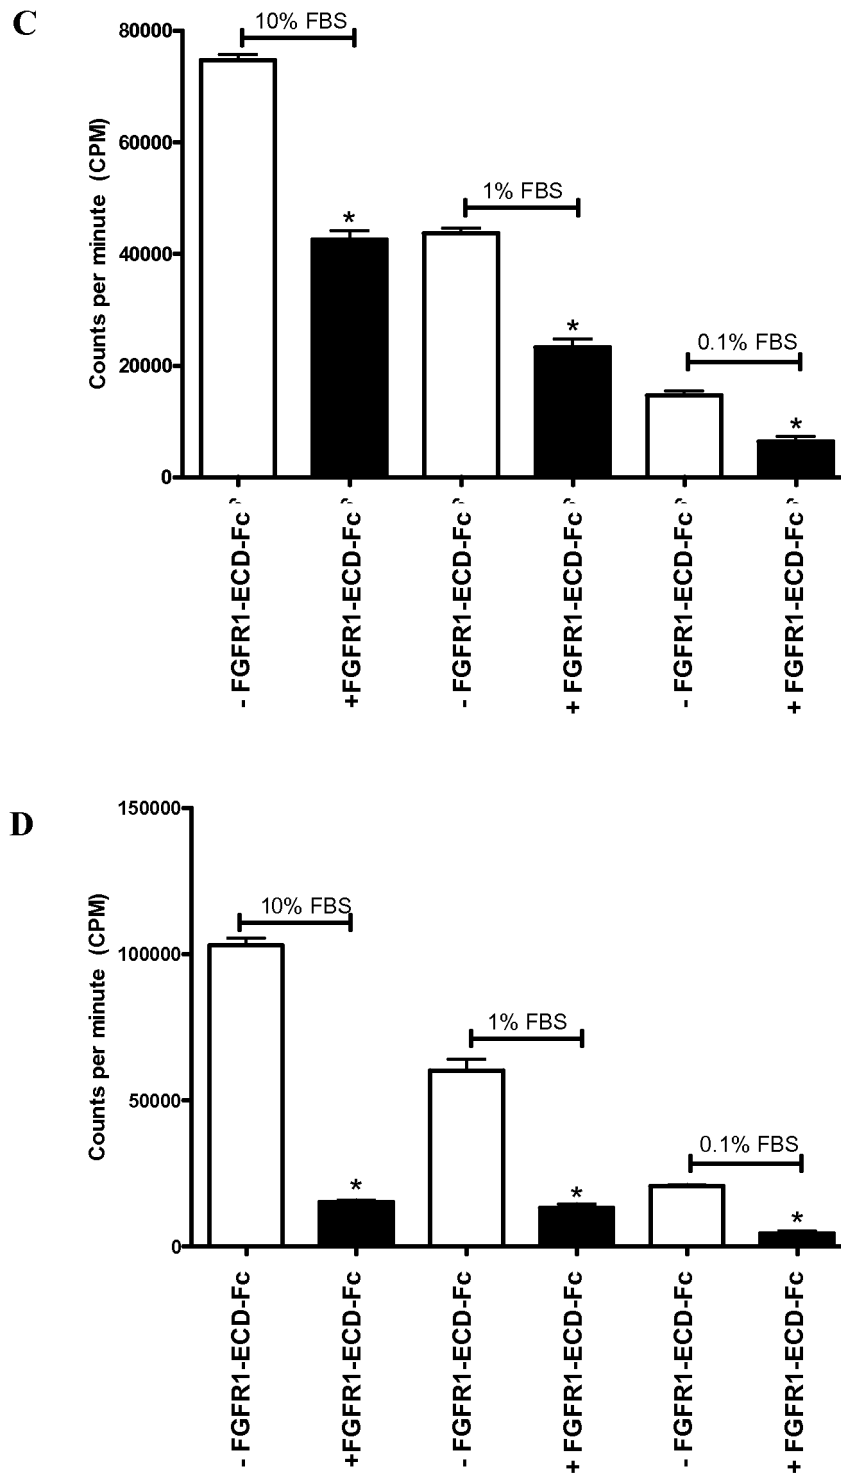 C
10% FBS
80000
1% FBS
60000
*
40000
*
0.1% FBS
20000
*
0
Counts per minute (CPM)
- FGFR1-ECD-Fc
+FGFR1-ECD-Fc
- FGFR1-ECD-Fc
+ FGFR1-ECD-Fc
- FGFR1-ECD-Fc
+ FGFR1-ECD-Fc
D
150000
10% FBS
100000
1% FBS
50000
0.1% FBS
*
*
*
0
Counts per minute (CPM)
- FGFR1-ECD-Fc
+FGFR1-ECD-Fc
- FGFR1-ECD-Fc
+ FGFR1-ECD-Fc
- FGFR1-ECD-Fc
+ FGFR1-ECD-Fc